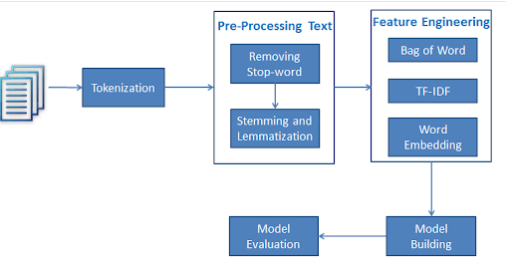 Tokenization
Pre-Processing Text
Removing
Stop-word
Stemming and
Lemmatization
Feature Engineering
Bag of Word
TF-IDF
Word
Embedding
Model
Building
Model
Evaluation